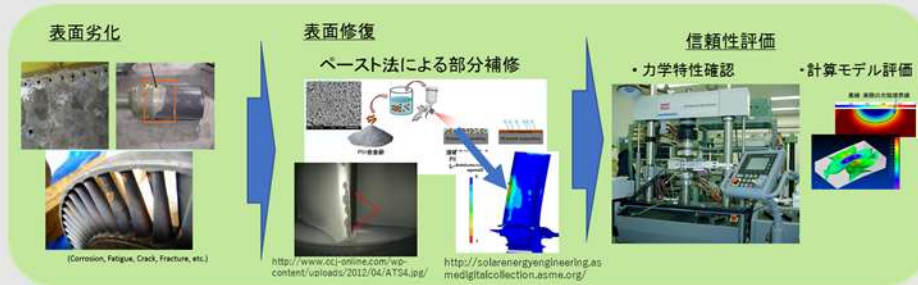 表面劣化
(Corrosion, Fatigue, Crack, Fracture, etc.)
表面修復
ペースト法による部分補修
http://www.ccj-online.com/wp-
content/uploads/2012/04/ATS4.jpg/
http://solarenergyengineering.as
medigitalcollection.asme.org/
信頼性評価
・力学特性確認
・計算モデル評価